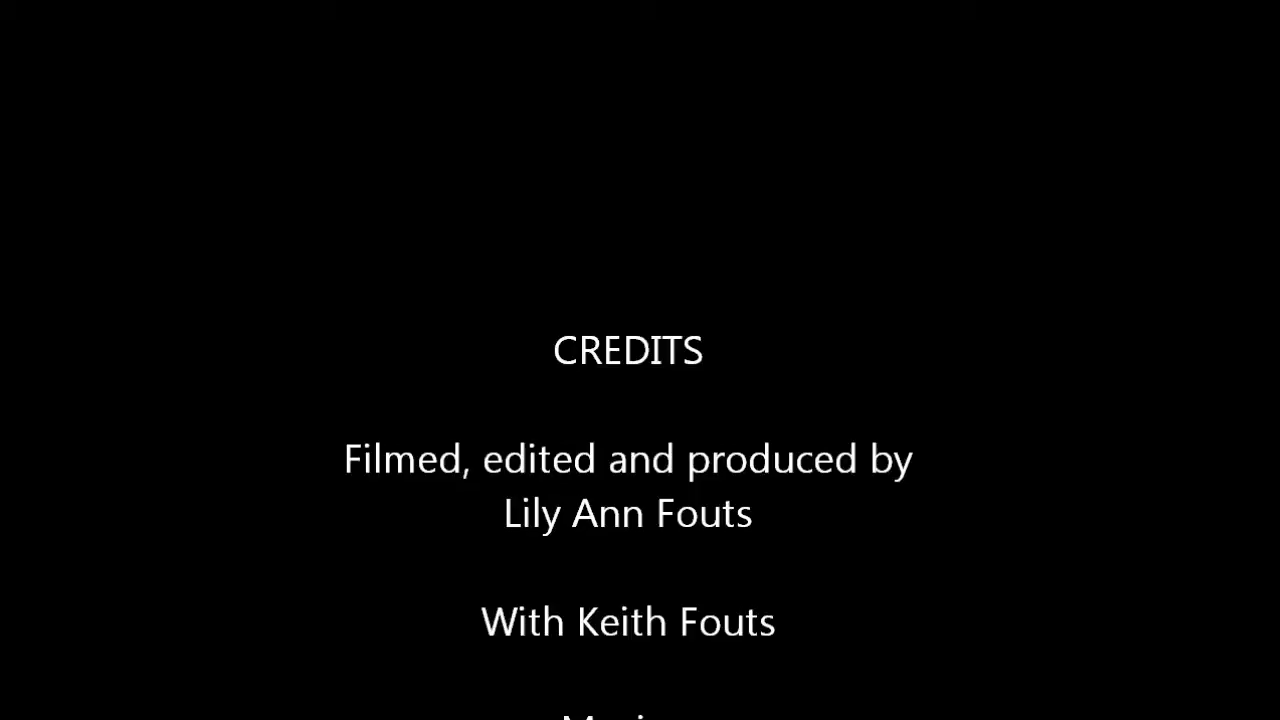 CREDITS
Filmed, edited and produced by
Lily Ann Fouts
With Keith Fouts